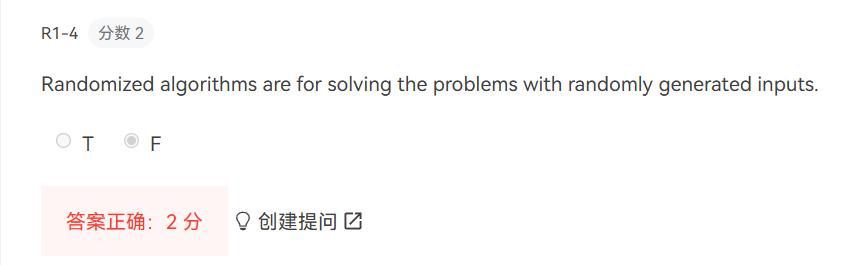 R1-4 分数 2
Randomized algorithms are for solving the problems with randomly generated inputs.
T F
答案正确：2 分 创建提问